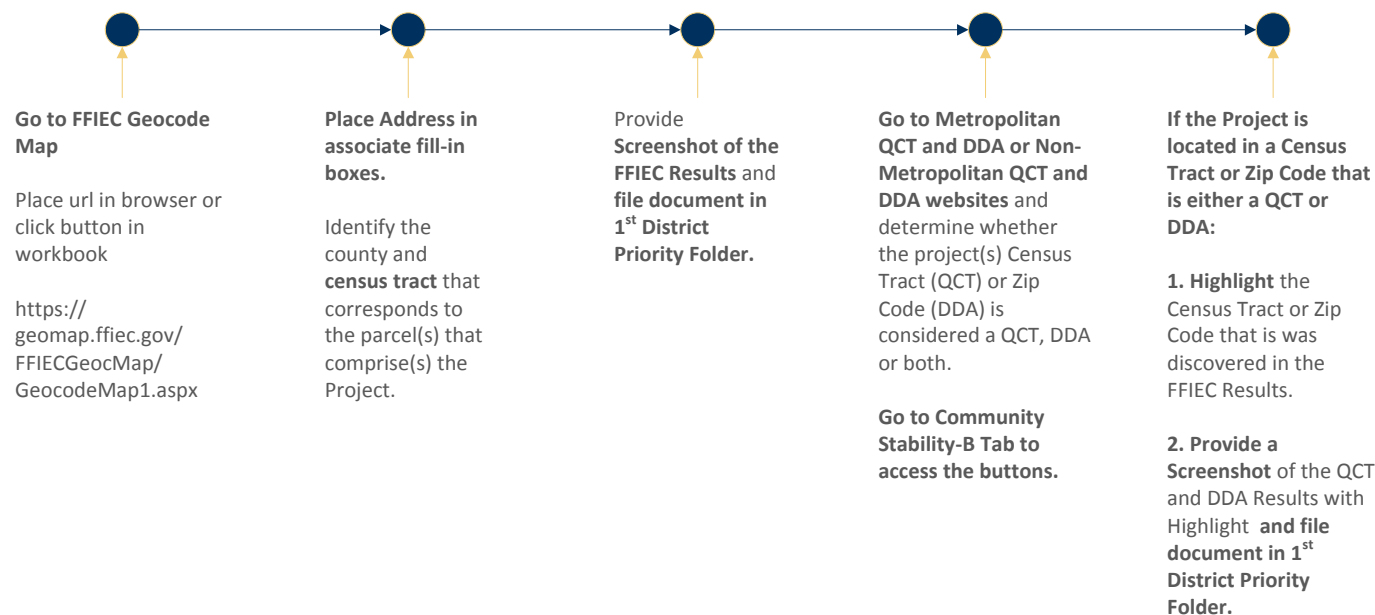 Go to FFIEC Geocode
Map
Place url in browser or
click button in
workbook
https://
geomap.ffiec.gov/
FFIECGeocMap/
GeocodeMap1.aspx
Place Address in
associate fill-in
boxes.
Identify the
county and
census tract that
corresponds to
the parcel(s) that
comprise(s) the
Project.
Provide
Screenshot of the
FFIEC Results and
file document in
1st District
Priority Folder.
Go to Metropolitan
QCT and DDA or Non-
Metropolitan QCT and
DDA websites and
determine whether
the project(s) Census
Tract (QCT) or Zip
Code (DDA) is
considered a QCT, DDA
or both.
Go to Community
Stability-B Tab to
access the buttons.
If the Project is
located in a Census
Tract or Zip Code that
is either a QCT or
DDA:
1. Highlight the
Census Tract or Zip
Code that is was
discovered in the
FFIEC Results.
2. Provide a
Screenshot of the QCT
and DDA Results with
Highlight and file
document in 1st
District Priority
Folder.